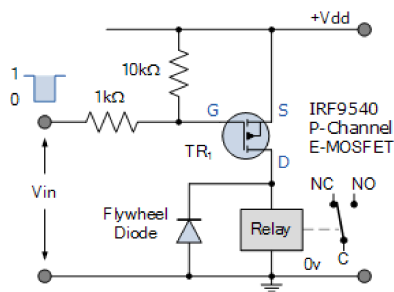 +Vdd
10kΩ
1
0
1kΩ
G
S
IRF9540
P-Channel
E-MOSFET
TR₁
D
Vin
NC
NO
Flywheel
Diode
Relay
0v
C